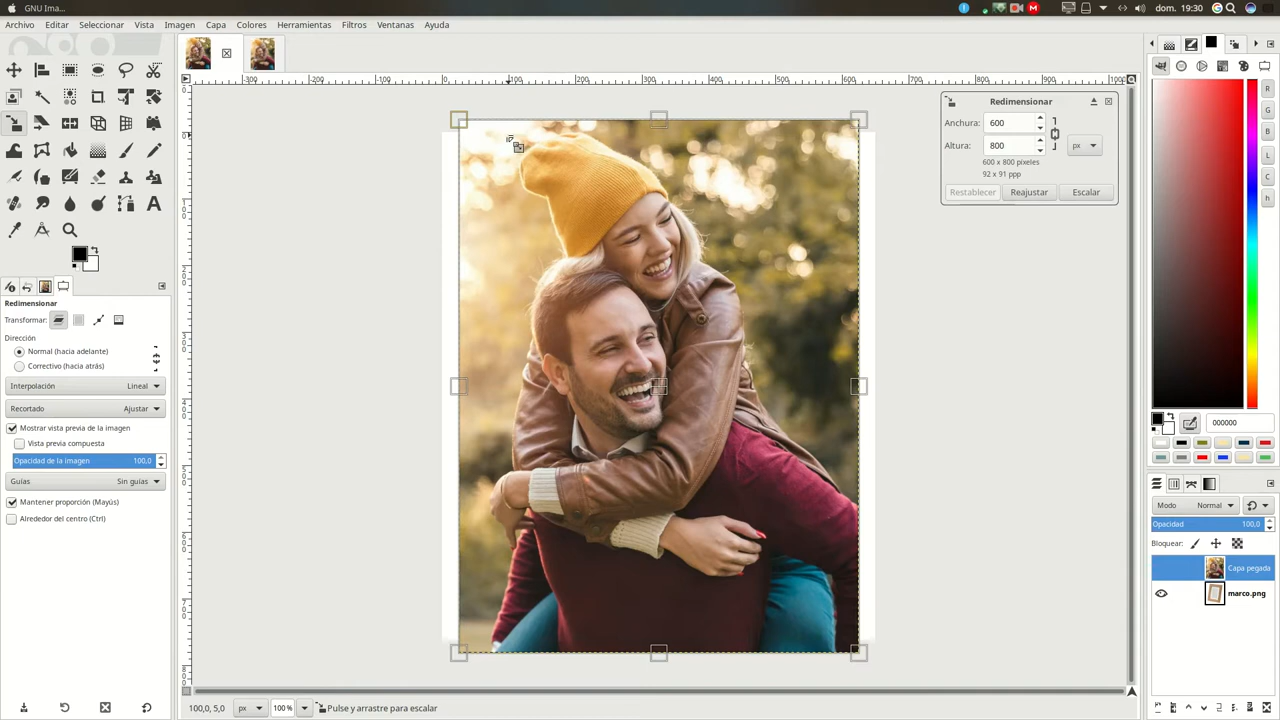 GNU Ima...
dom. 19:30
Archivo Editar Seleccionar Vista Imagen Capa Colores Herramientas Filtros Ventanas Ayuda
Redimensionar
Anchura: 600
Altura: 800 px
600 x 800 píxeles
92 x 91 ppp
Restablecer Reajustar Escalar
Redimensionar
Transformar:
Dirección
Normal (hacia adelante)
Correctivo (hacia atrás)
Interpolación Lineal
Recortado Ajustar
Mostrar vista previa de la imagen
Vista previa compuesta
Opacidad de la imagen 100,0
Guías Sin guías
Mantener proporción (Mayús)
Alrededor del centro (Ctrl)
R
G
B
L
C
h
000000
Modo Normal
Opacidad 100,0
Bloquear:
Capa pegada
marco.png
100,0, 5,0 px 100 % Pulse y arrastre para escalar